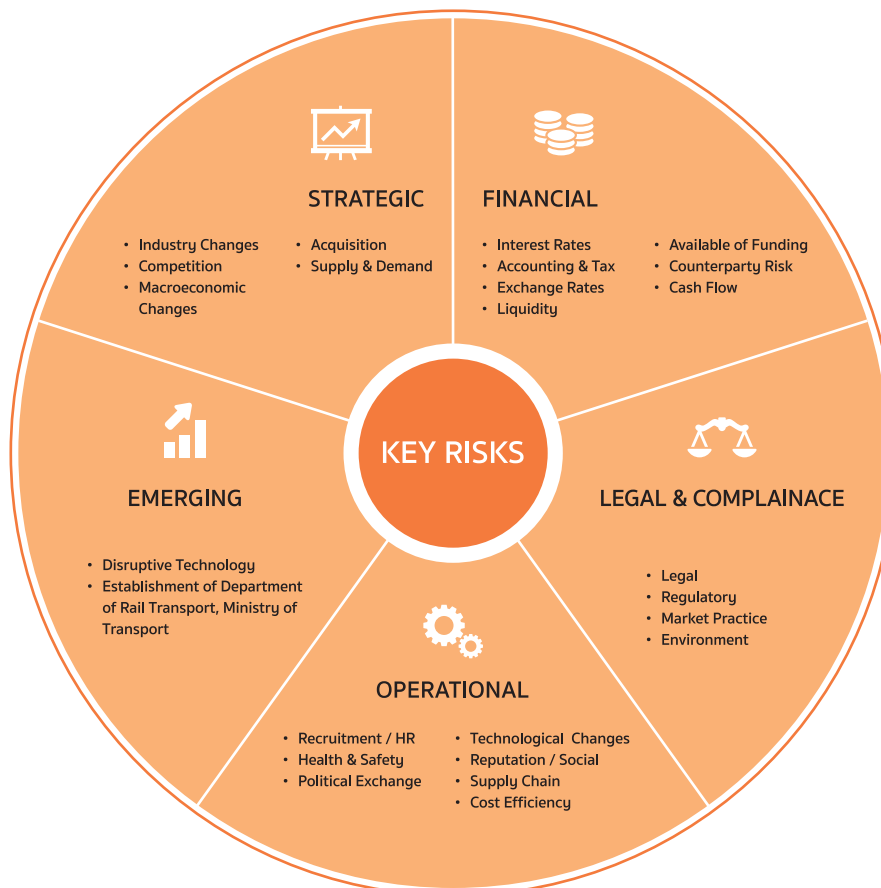 STRATEGIC
• Industry Changes
• Competition
• Macroeconomic
Changes
• Acquisition
• Supply & Demand
FINANCIAL
• Interest Rates
• Accounting & Tax
• Exchange Rates
• Liquidity
• Available of Funding
• Counterparty Risk
• Cash Flow
KEY RISKS
EMERGING
• Disruptive Technology
• Establishment of Department
of Rail Transport, Ministry of
Transport
LEGAL & COMPLAINACE
• Legal
• Regulatory
• Market Practice
• Environment
OPERATIONAL
• Recruitment / HR
• Health & Safety
• Political Exchange
• Technological Changes
• Reputation / Social
• Supply Chain
• Cost Efficiency